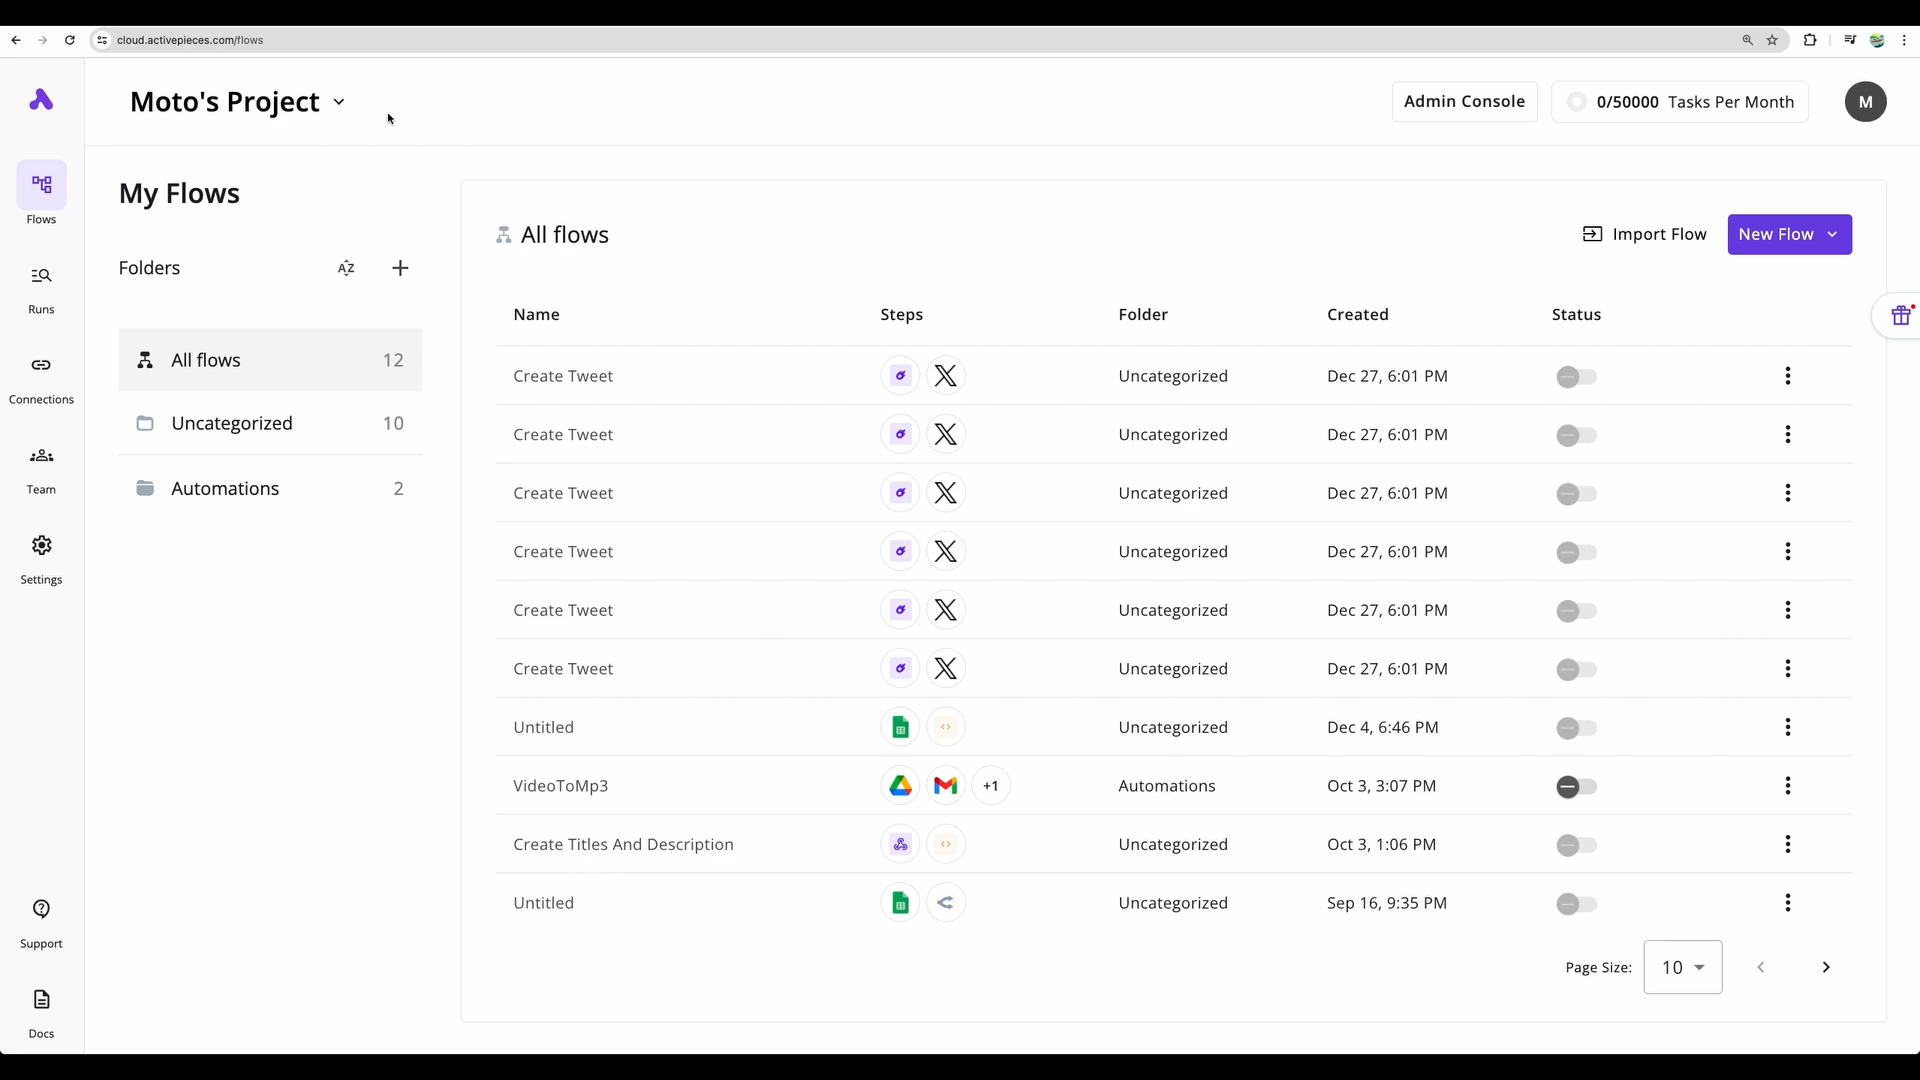 cloud.activepieces.com/flows
Moto's Project
Admin Console
0/50000 Tasks Per Month
M
Flows
Runs
Connections
Team
Settings
Support
Docs
My Flows
Folders
AZ
All flows 12
Uncategorized 10
Automations 2
All flows
Import Flow
New Flow
Name Steps Folder Created Status
Create Tweet Uncategorized Dec 27, 6:01 PM
Create Tweet Uncategorized Dec 27, 6:01 PM
Create Tweet Uncategorized Dec 27, 6:01 PM
Create Tweet Uncategorized Dec 27, 6:01 PM
Create Tweet Uncategorized Dec 27, 6:01 PM
Create Tweet Uncategorized Dec 27, 6:01 PM
Untitled Uncategorized Dec 4, 6:46 PM
VideoToMp3 +1 Automations Oct 3, 3:07 PM
Create Titles And Description Uncategorized Oct 3, 1:06 PM
Untitled Uncategorized Sep 16, 9:35 PM
Page Size: 10